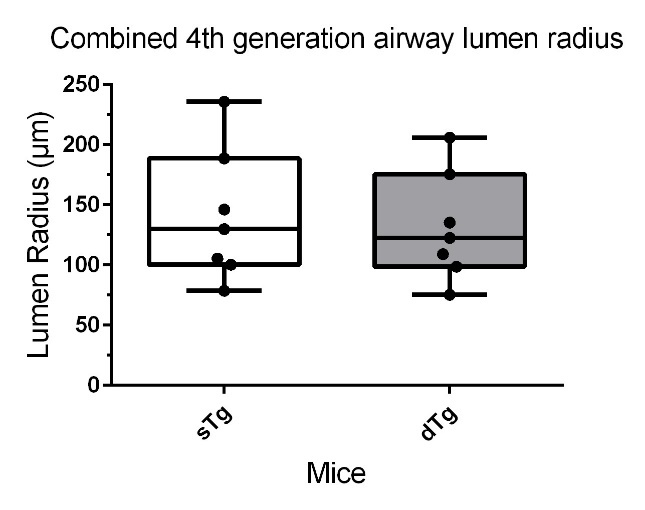 Combined 4th generation airway lumen radius
Lumen Radius (μm)
250
200
150
100
50
0
sTg
dTg
Mice